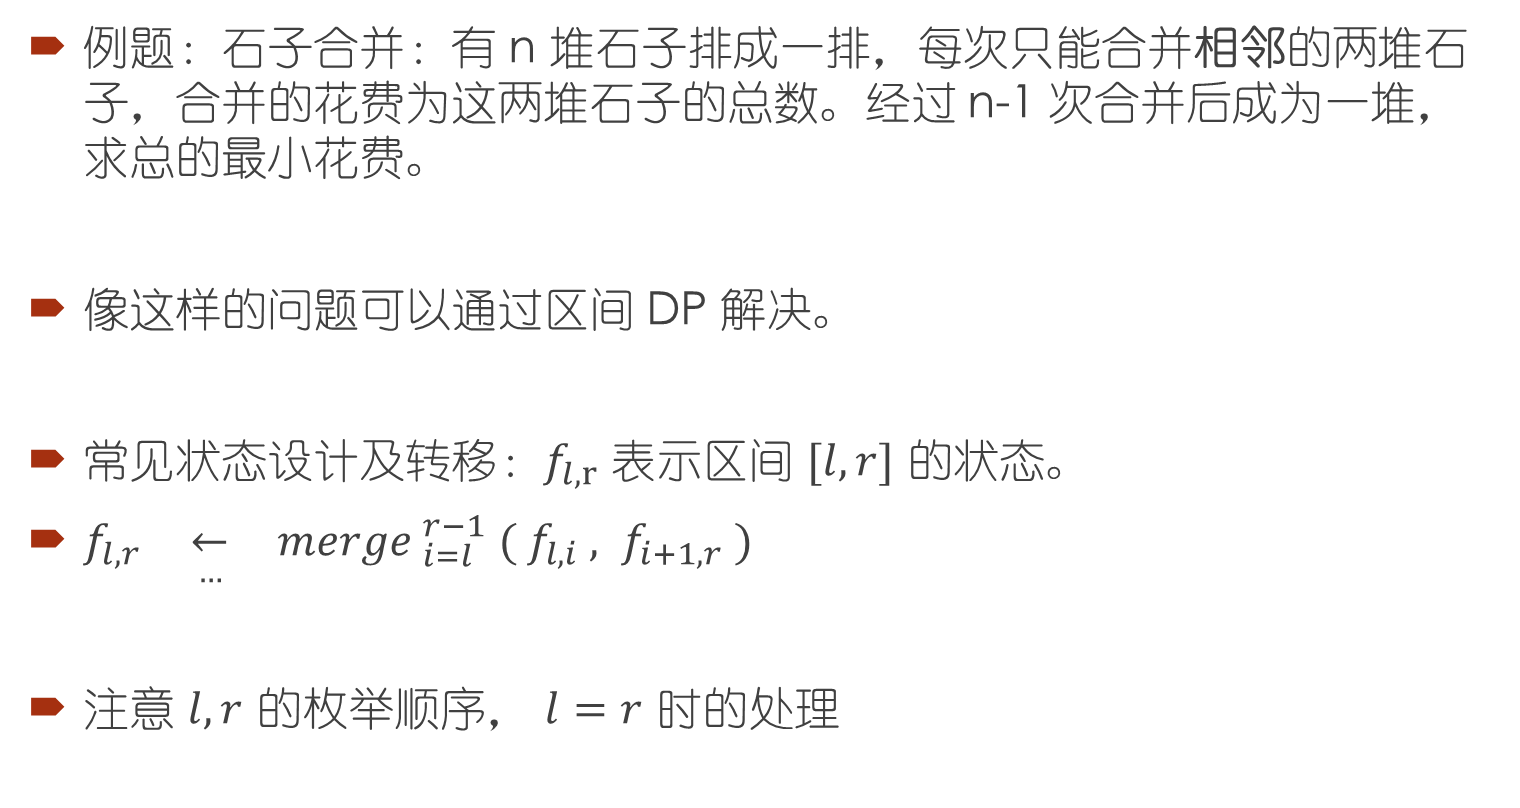 例题：石子合并：有 n 堆石子排成一排，每次只能合并相邻的两堆石
子，合并的花费为这两堆石子的总数。经过 n-1 次合并后成为一堆，
求总的最小花费。
像这样的问题可以通过区间 DP 解决。
常见状态设计及转移：f_{l,r} 表示区间 [l, r] 的状态。
f_{l,r} ←_{...} merge_{i=l}^{r−1} ( f_{l,i} , f_{i+1,r} )
注意 l, r 的枚举顺序， l = r 时的处理